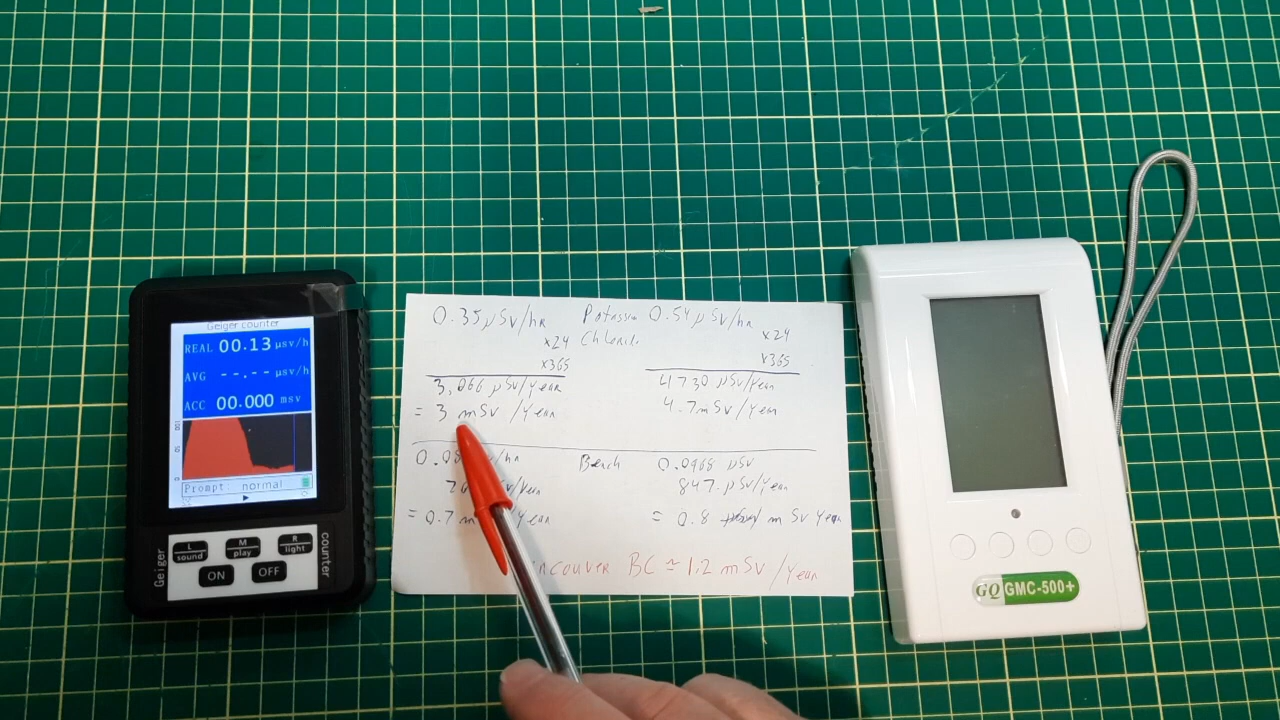 Geiger counter
REAL 00.13 μsv/h
AVG --.-- μsv/h
ACC 00.000 msv
100
50
Prompt: normal
L
sound
M
play
R
light
ON
OFF
Geiger
counter
0.35 μSv/hr
x24
x365
3,066 μSv/Year
= 3 mSv /Year
Potassium
Chloride
0.54 μSv/hr
x24
x365
4730 μSv/Year
4.7 mSv/Year
Bench
= 0.7
0.0968 μSv
847. μSv/Year
= 0.8 mSv Year
BC ≈ 1.2 mSv /Year
GQ GMC-500+